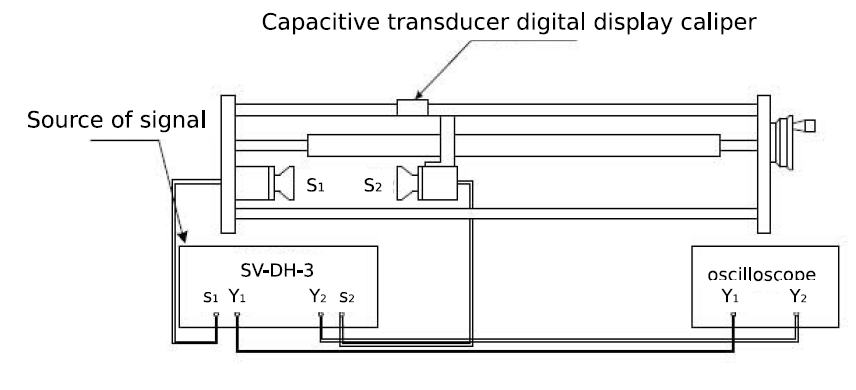 Capacitive transducer digital display caliper
Source of signal
S1 S2
SV-DH-3
S1 Y1 Y2 S2
oscilloscope
Y1 Y2